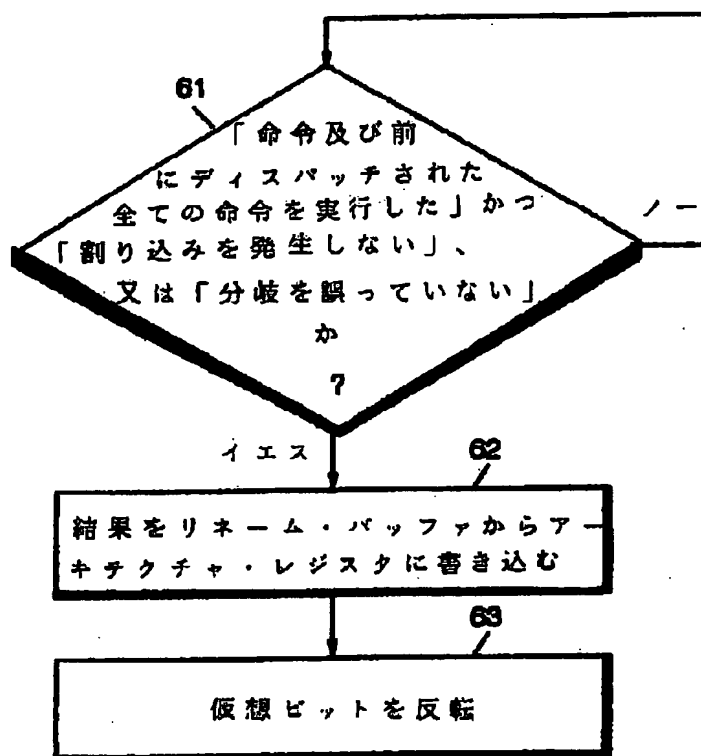 61
「命令及び前
にディスパッチされた
全ての命令を実行した」かつ
「割り込みを発生しない」、
又は「分岐を誤っていない」
か
?
ノー
イエス
62
結果をリネーム・バッファからアー
キテクチャ・レジスタに書き込む
63
仮想ビットを反転